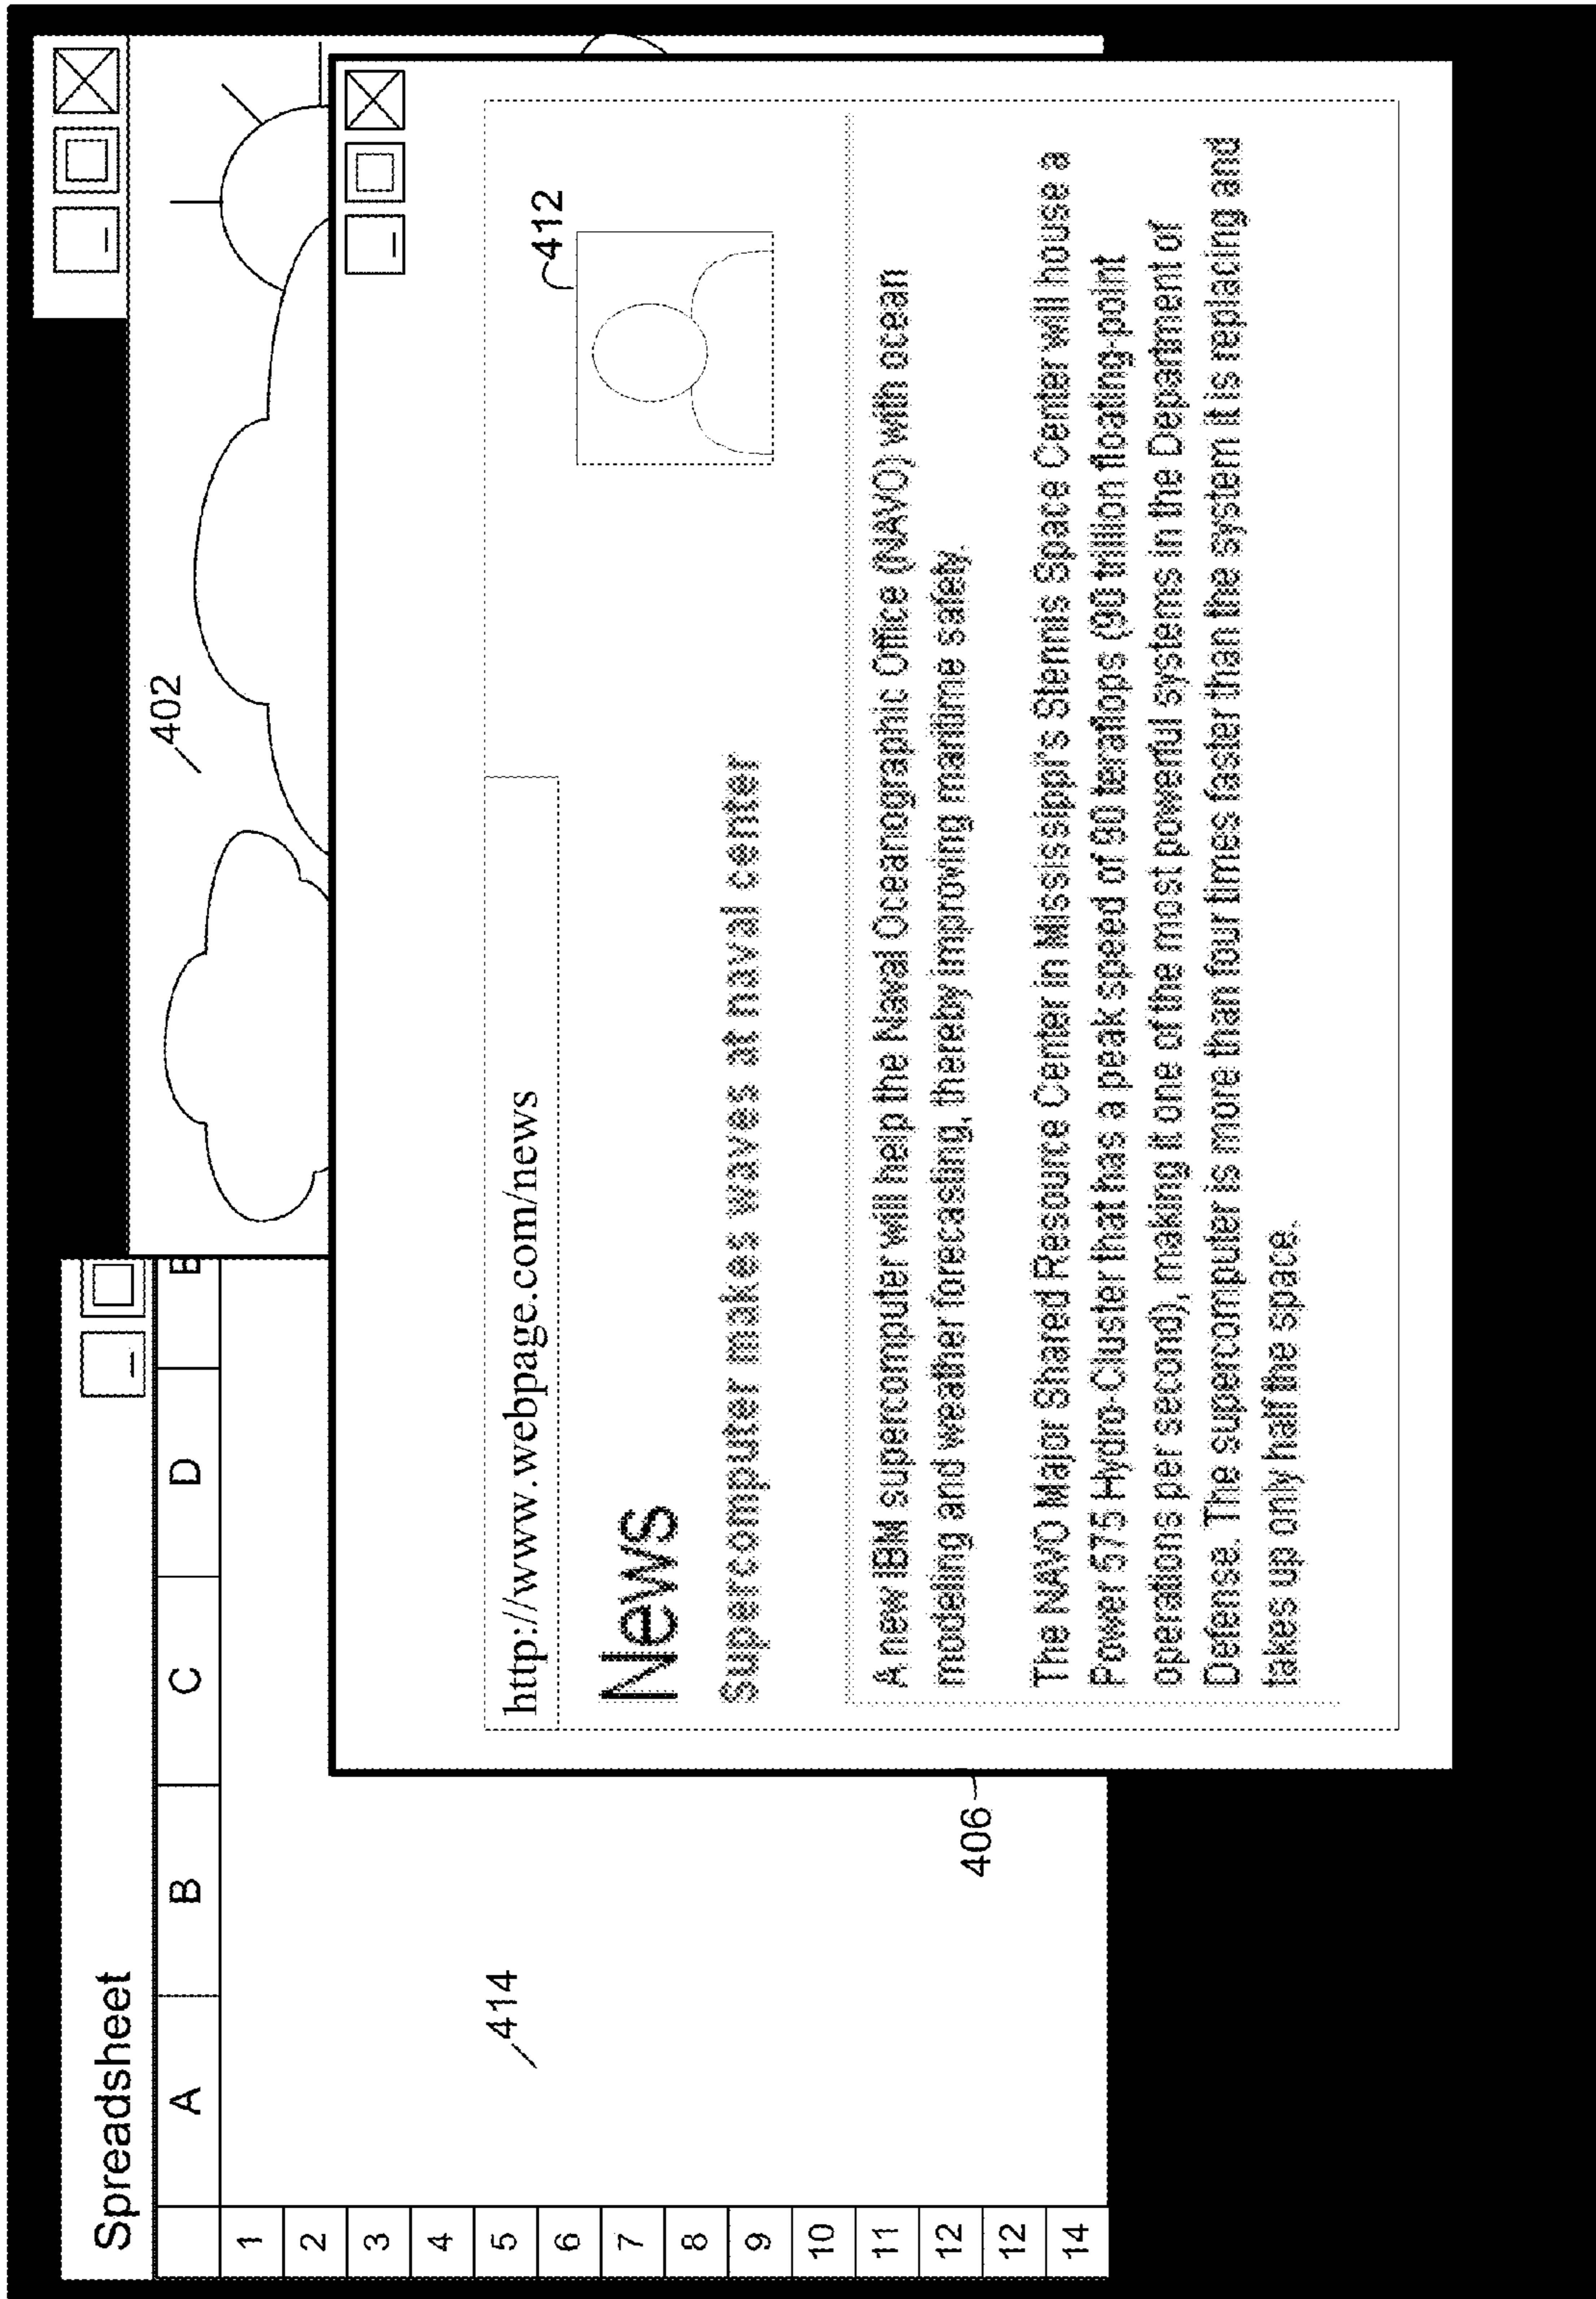 Spreadsheet
A B C D E
1
2
3
4
5
6
7
8
9
10
11
12
12
14
414
402
406
http://www.webpage.com/news
412
News
Supercomputer makes waves at naval center
A new IBM supercomputer will help the Naval Oceanographic Office (NAVO) with ocean
modeling and weather forecasting, thereby improving maritime safety.
The NAVO Major Shared Resource Center in Mississippi's Stennis Space Center will house a
Power 575 Hydro-Cluster that has a peak speed of 90 teraflops (90 trillion floating-point
operations per second), making it one of the most powerful systems in the Department of
Defense. The supercomputer is more than four times faster than the system it is replacing and
takes up only half the space.